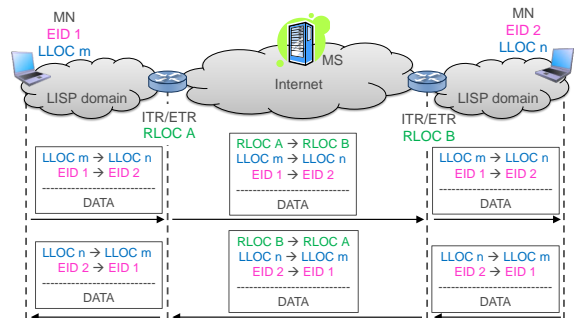 MN
EID 1
LLOC m
MN
EID 2
LLOC n
MS
Internet
LISP domain
LISP domain
ITR/ETR
RLOC A
ITR/ETR
RLOC B
LLOC m → LLOC n
EID 1 → EID 2
DATA
RLOC A → RLOC B
LLOC m → LLOC n
EID 1 → EID 2
DATA
LLOC m → LLOC n
EID 1 → EID 2
DATA
LLOC n → LLOC m
EID 2 → EID 1
DATA
RLOC B → RLOC A
LLOC n → LLOC m
EID 2 → EID 1
DATA
LLOC n → LLOC m
EID 2 → EID 1
DATA